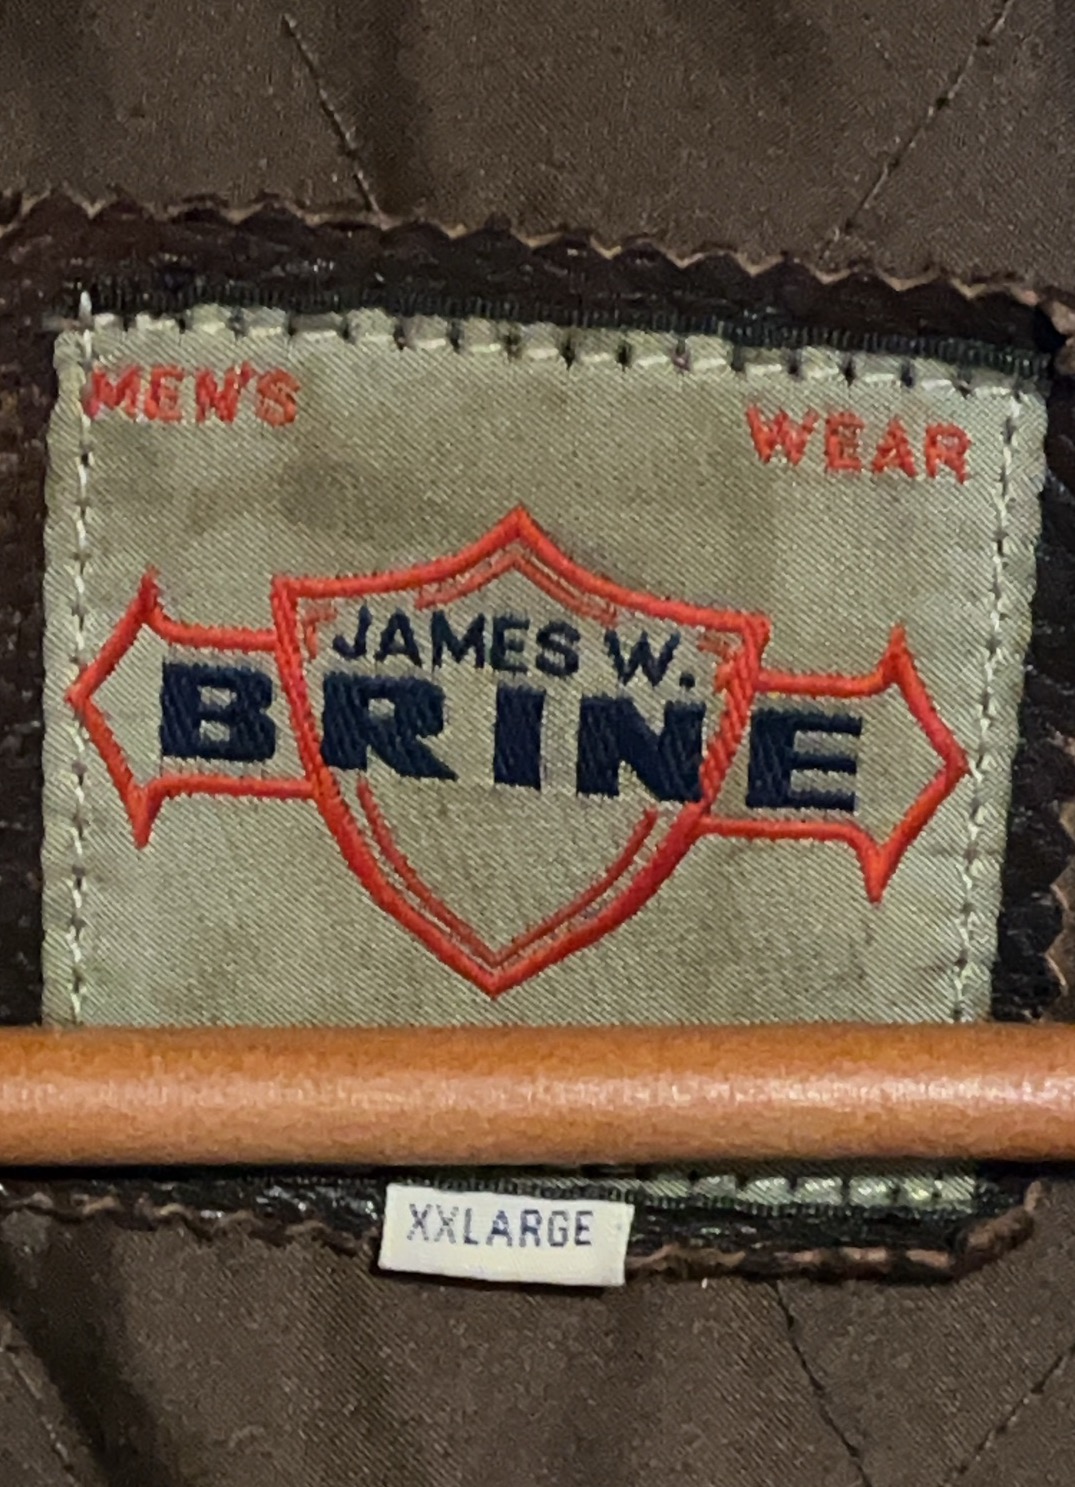 MEN'S WEAR
JAMES W.
BRINE
XXLARGE